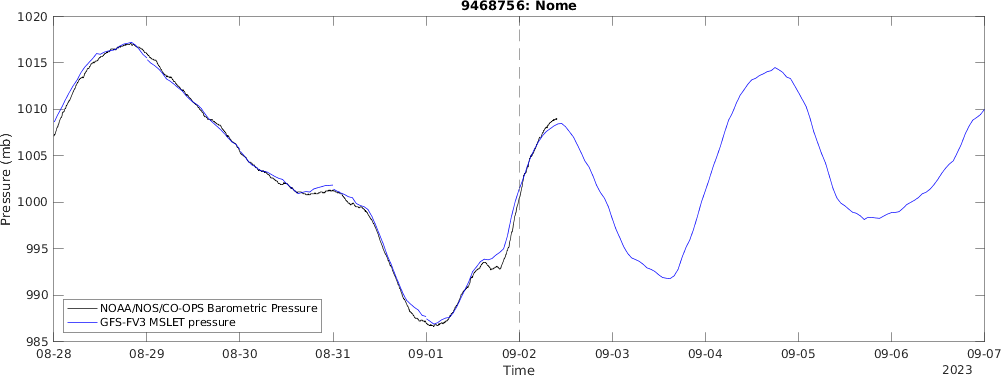 9468756: Nome
1020
1015
1010
1005
1000
995
990
985
Pressure (mb)
NOAA/NOS/CO-OPS Barometric Pressure
GFS-FV3 MSLET pressure
08-28 08-29 08-30 08-31 09-01 09-02 09-03 09-04 09-05 09-06 09-07
Time
2023